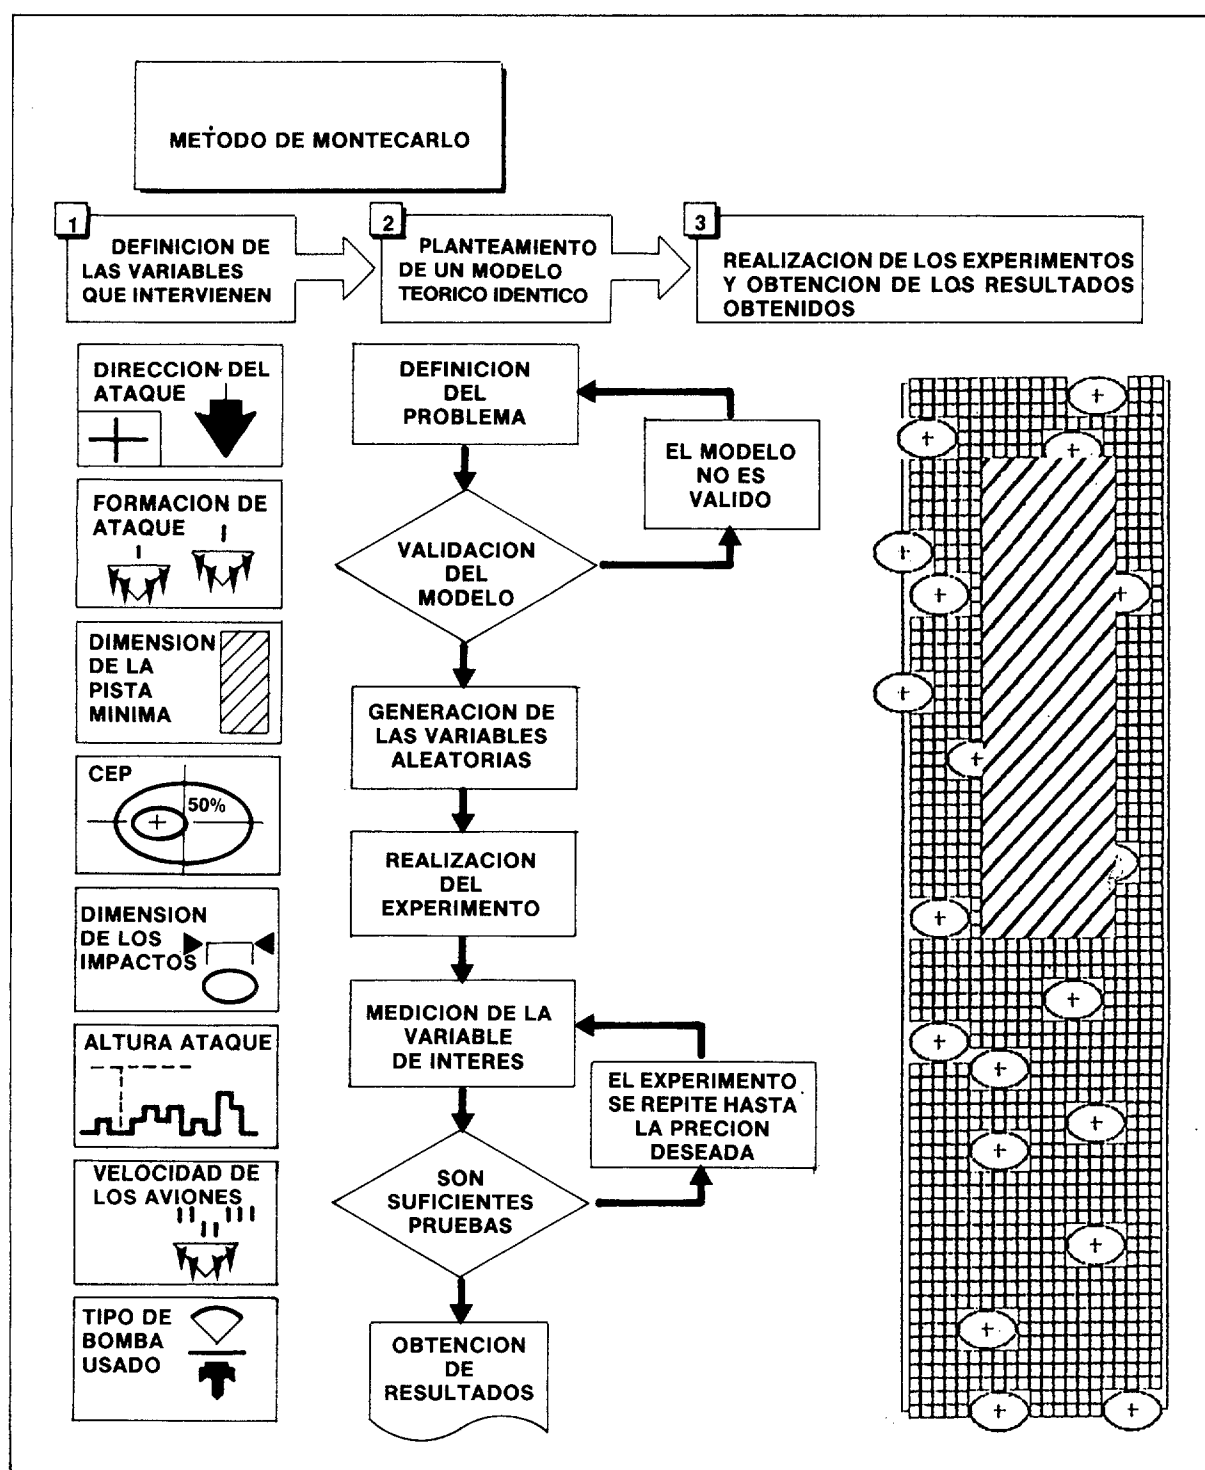 METODO DE MONTECARLO
1
DEFINICION DE
LAS VARIABLES
QUE INTERVIENEN
2
PLANTEAMIENTO
DE UN MODELO
TEORICO IDENTICO
3
REALIZACION DE LOS EXPERIMENTOS
Y OBTENCION DE LOS RESULTADOS
OBTENIDOS
DIRECCION DEL
ATAQUE
FORMACION DE
ATAQUE
DIMENSION
DE LA
PISTA
MINIMA
CEP
50%
DIMENSION
DE LOS
IMPACTOS
ALTURA ATAQUE
VELOCIDAD DE
LOS AVIONES
TIPO DE
BOMBA
USADO
DEFINICION
DEL
PROBLEMA
EL MODELO
NO ES
VALIDO
VALIDACION
DEL
MODELO
GENERACION DE
LAS VARIABLES
ALEATORIAS
REALIZACION
DEL
EXPERIMENTO
MEDICION DE LA
VARIABLE
DE INTERES
EL EXPERIMENTO
SE REPITE HASTA
LA PRECION
DESEADA
SON
SUFICIENTES
PRUEBAS
OBTENCION
DE
RESULTADOS